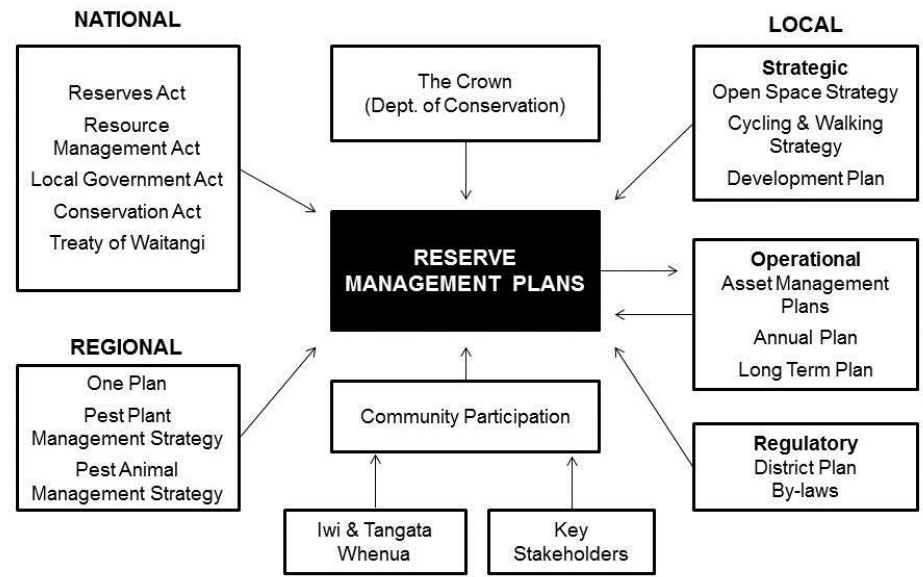 NATIONAL
Reserves Act
Resource
Management Act
Local Government Act
Conservation Act
Treaty of Waitangi
The Crown
(Dept. of Conservation)
LOCAL
Strategic
Open Space Strategy
Cycling & Walking
Strategy
Development Plan
RESERVE
MANAGEMENT PLANS
Operational
Asset Management
Plans
Annual Plan
Long Term Plan
REGIONAL
One Plan
Pest Plant
Management Strategy
Pest Animal
Management Strategy
Community Participation
Regulatory
District Plan
By-laws
Iwi & Tangata
Whenua
Key
Stakeholders